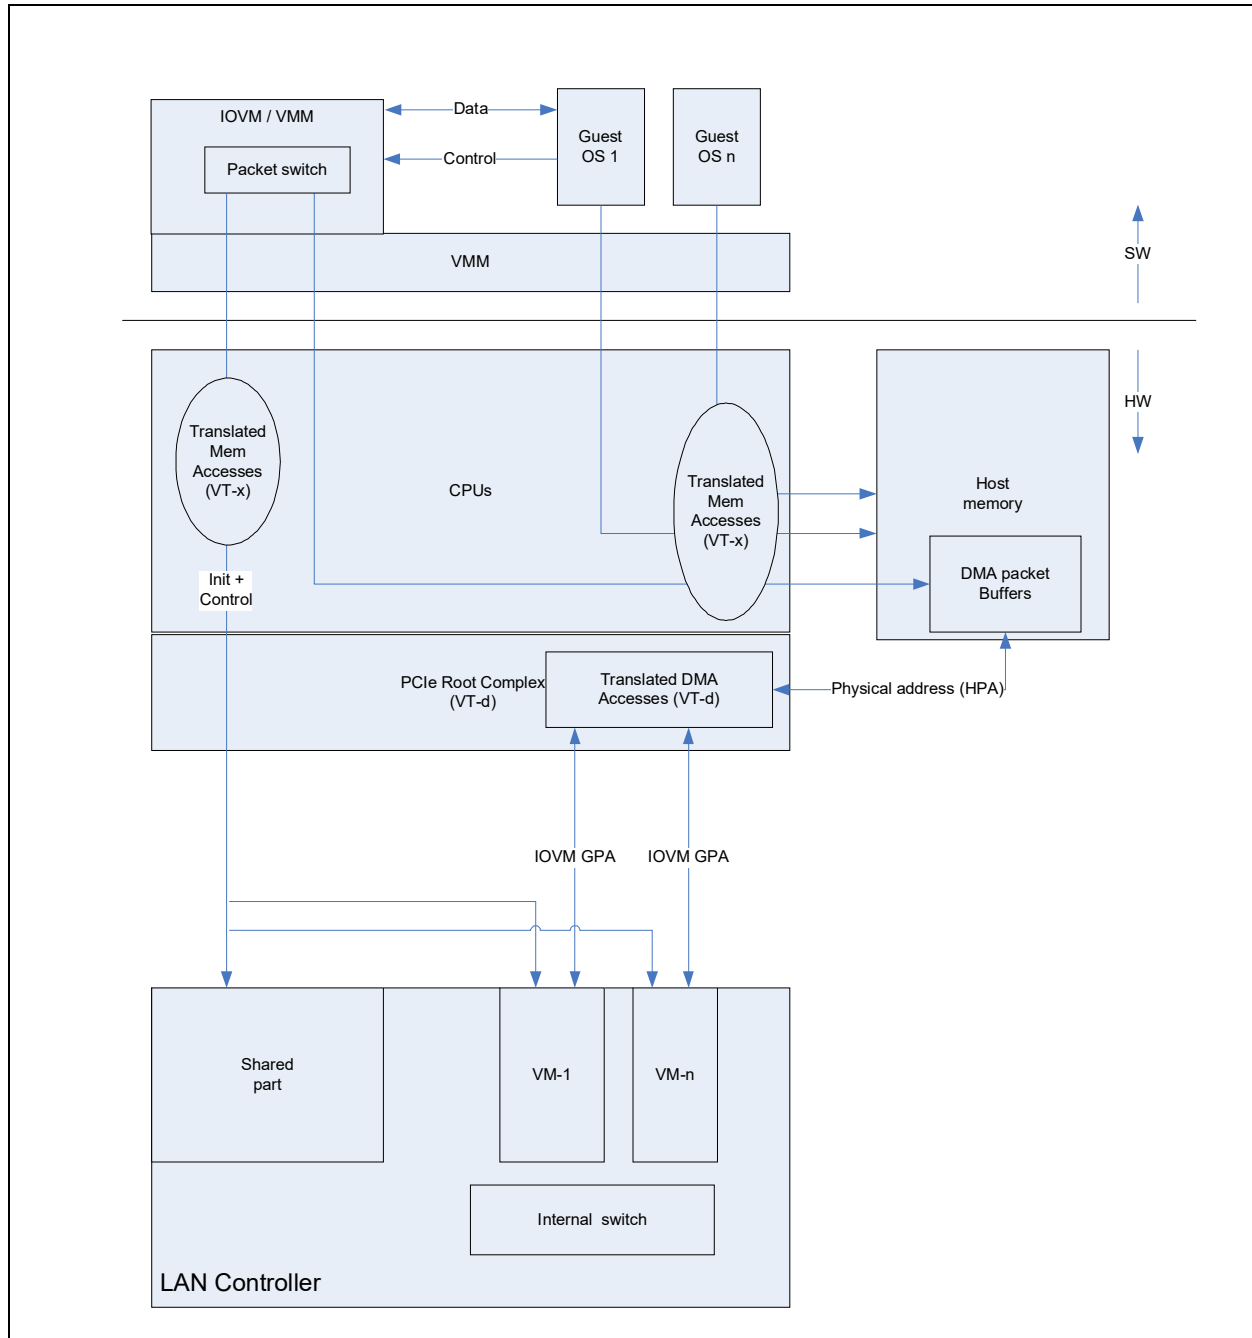 IOVM / VMM
Packet switch
Data
Control
Guest
OS 1
Guest
OS n
VMM
SW
HW
Translated
Mem
Accesses
(VT-x)
CPUs
Translated
Mem
Accesses
(VT-x)
Host
memory
DMA packet
Buffers
Init +
Control
PCIe Root Complex
(VT-d)
Translated DMA
Accesses (VT-d)
Physical address (HPA)
IOVM GPA
IOVM GPA
Shared
part
VM-1
VM-n
Internal switch
LAN Controller